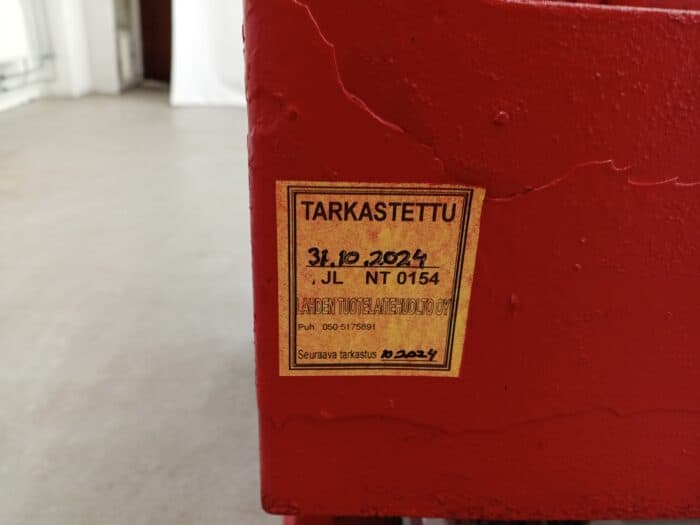 TARKASTETTU
31.10.2024
, JL NT 0154
LAHDEN TUOTELAITEHUOLTO OY
Puh 050 5175891
Seuraava tarkastus 10.2024